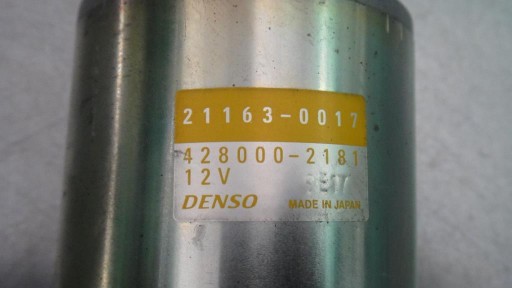 21163-0017
428000-2181
12V
DENSO MADE IN JAPAN